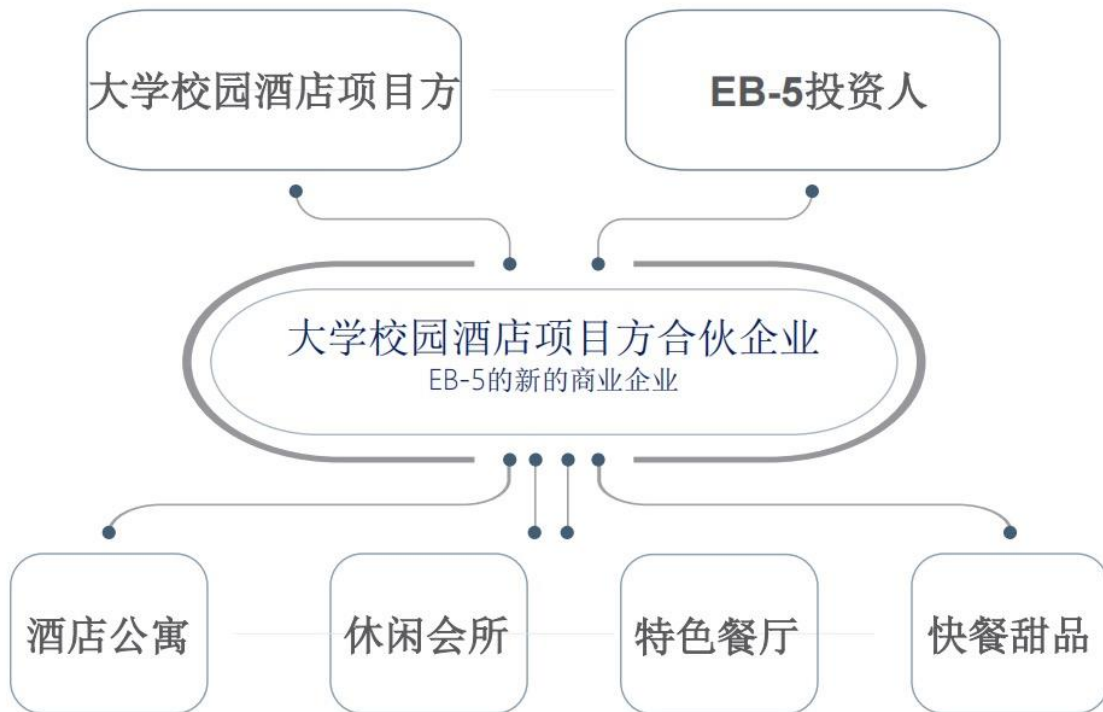 大学校园酒店项目方
EB-5投资人
大学校园酒店项目方合伙企业
EB-5的新的商业企业
酒店公寓
休闲会所
特色餐厅
快餐甜品